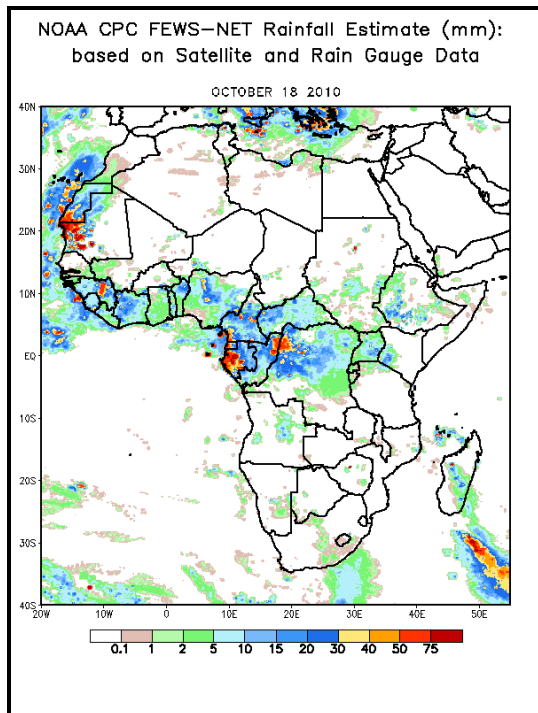 NOAA CPC FEWS-NET Rainfall Estimate (mm):
based on Satellite and Rain Gauge Data
OCTOBER 18 2010
40N
30N
20N
10N
EQ
10S
20S
30S
40S
20W 10W 0 10E 20E 30E 40E 50E
0.1 1 2 5 10 15 20 30 40 50 75